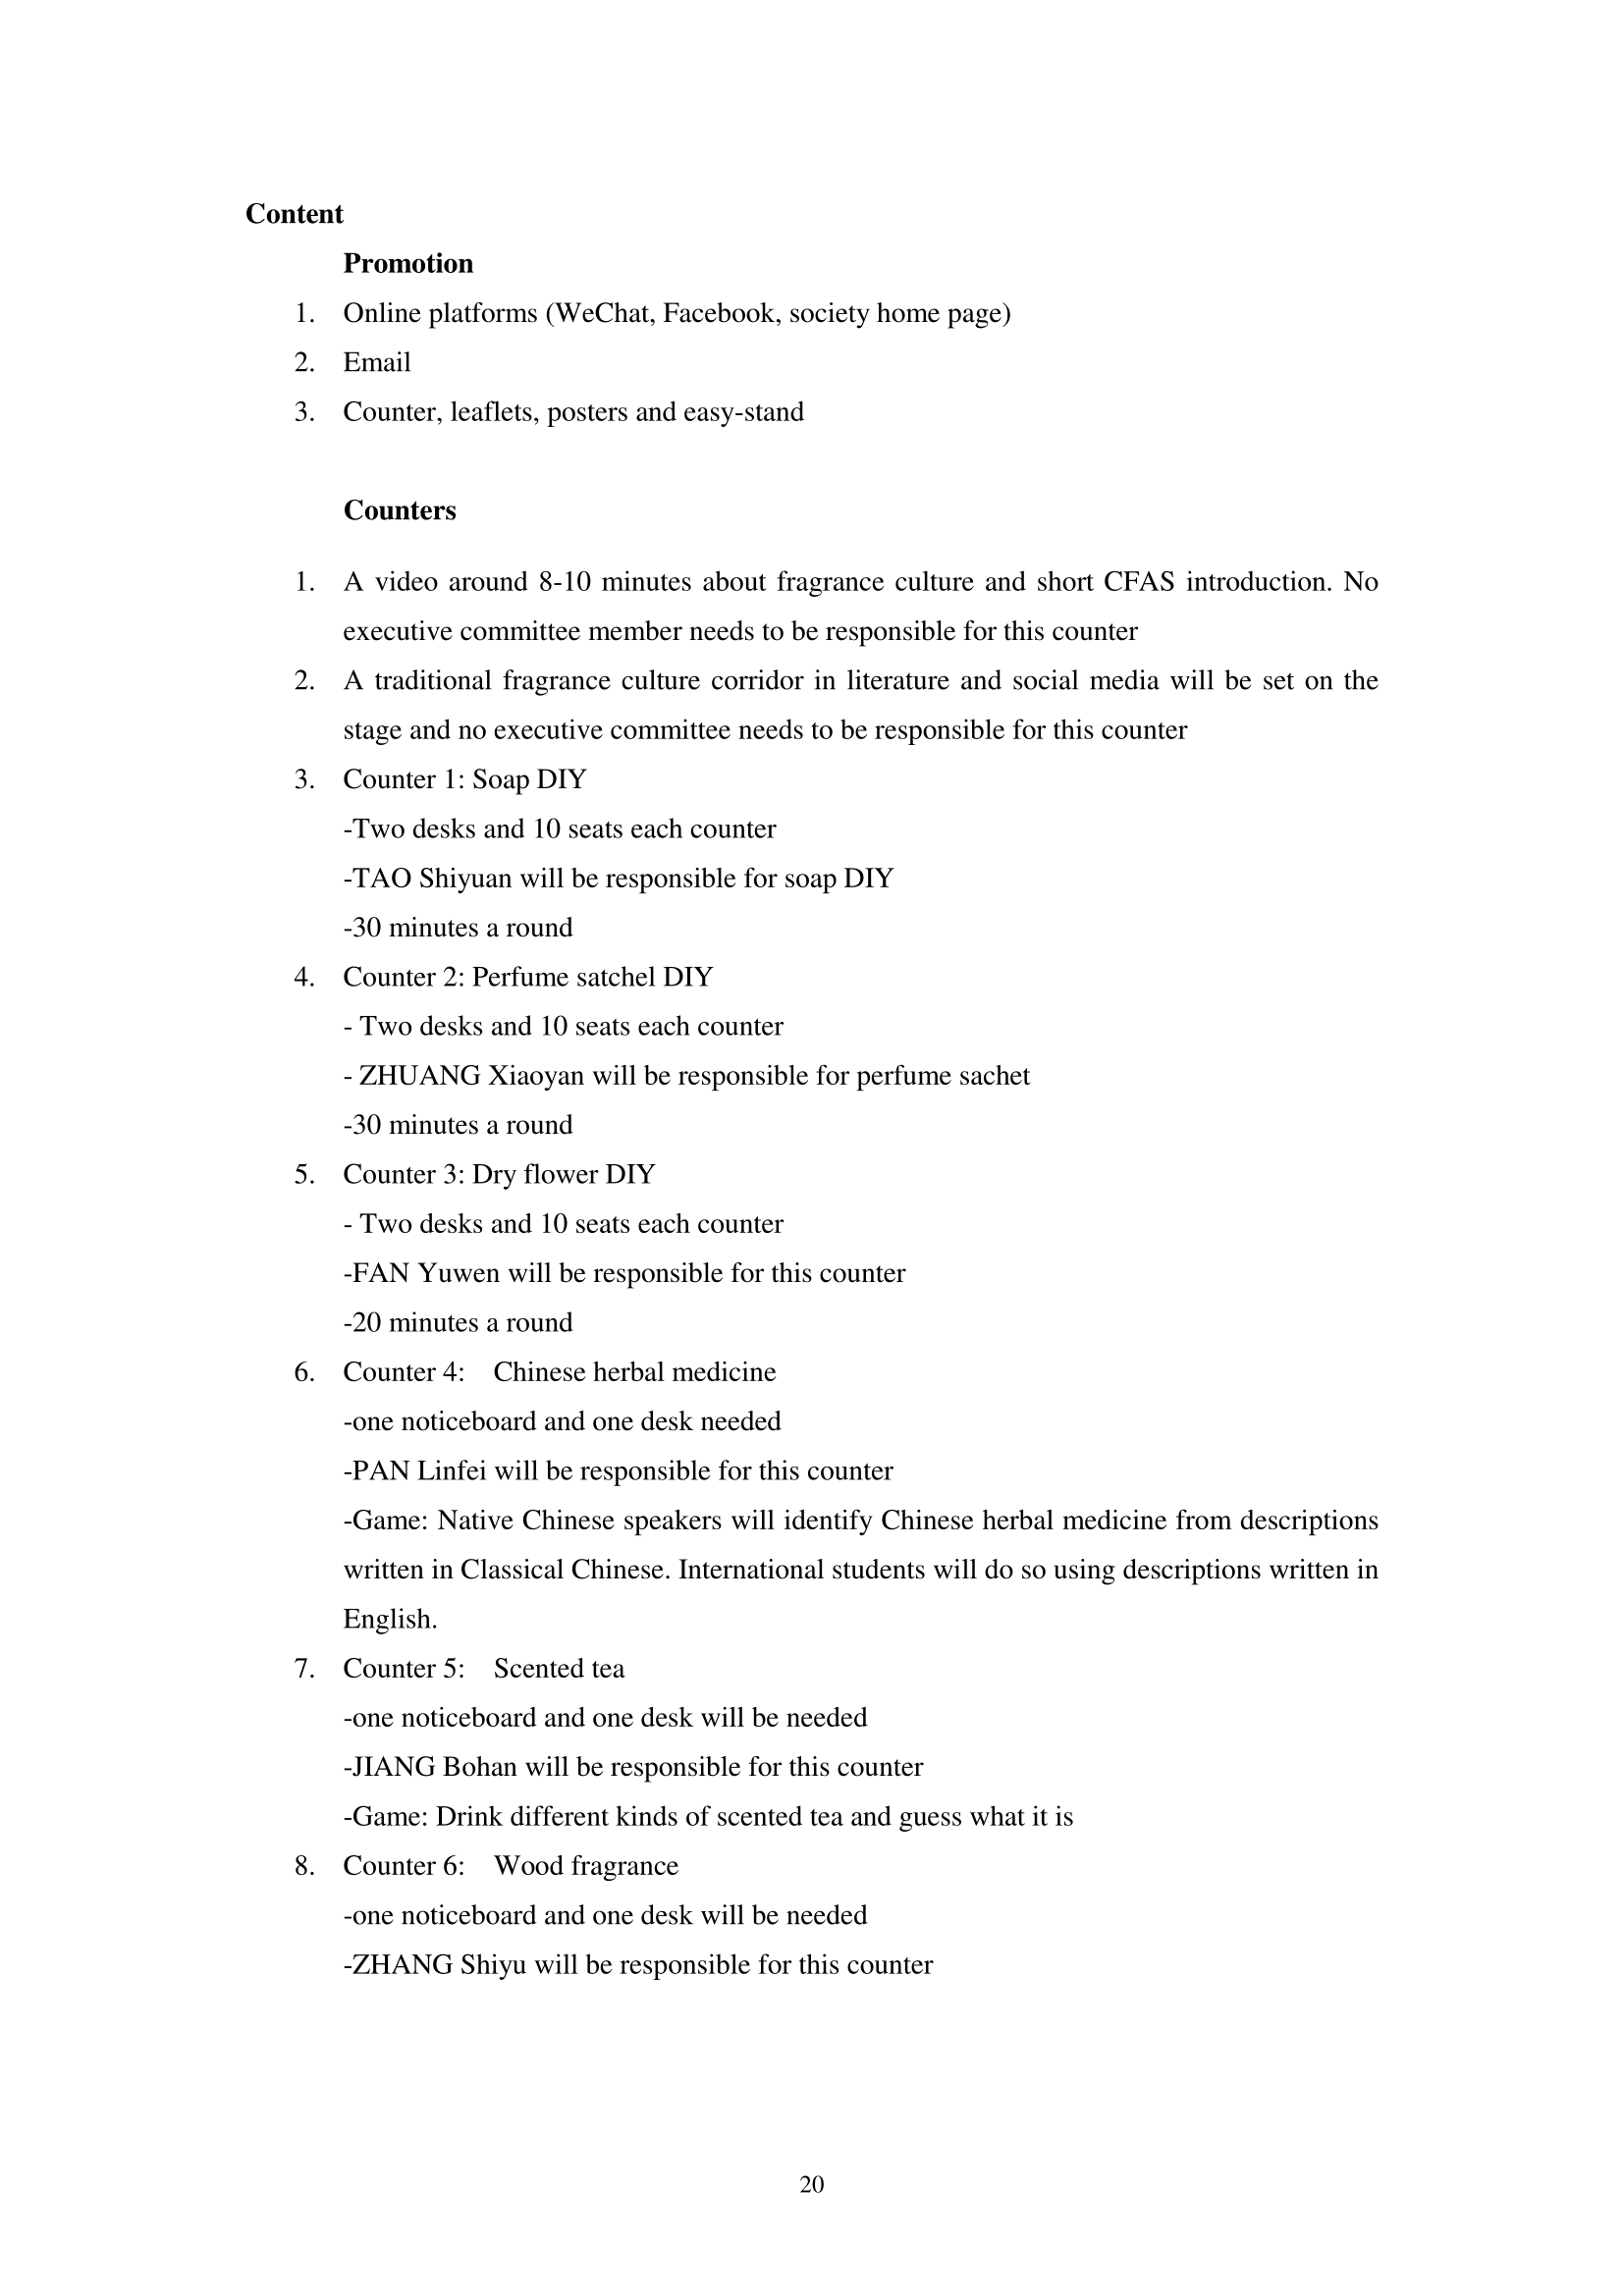 Content
Promotion
1. Online platforms (WeChat, Facebook, society home page)
2. Email
3. Counter, leaflets, posters and easy-stand
Counters
1. A video around 8-10 minutes about fragrance culture and short CFAS introduction. No
executive committee member needs to be responsible for this counter
2. A traditional fragrance culture corridor in literature and social media will be set on the
stage and no executive committee needs to be responsible for this counter
3. Counter 1: Soap DIY
-Two desks and 10 seats each counter
-TAO Shiyuan will be responsible for soap DIY
-30 minutes a round
4. Counter 2: Perfume satchel DIY
- Two desks and 10 seats each counter
- ZHUANG Xiaoyan will be responsible for perfume sachet
-30 minutes a round
5. Counter 3: Dry flower DIY
- Two desks and 10 seats each counter
-FAN Yuwen will be responsible for this counter
-20 minutes a round
6. Counter 4: Chinese herbal medicine
-one noticeboard and one desk needed
-PAN Linfei will be responsible for this counter
-Game: Native Chinese speakers will identify Chinese herbal medicine from descriptions
written in Classical Chinese. International students will do so using descriptions written in
English.
7. Counter 5: Scented tea
-one noticeboard and one desk will be needed
-JIANG Bohan will be responsible for this counter
-Game: Drink different kinds of scented tea and guess what it is
8. Counter 6: Wood fragrance
-one noticeboard and one desk will be needed
-ZHANG Shiyu will be responsible for this counter
20